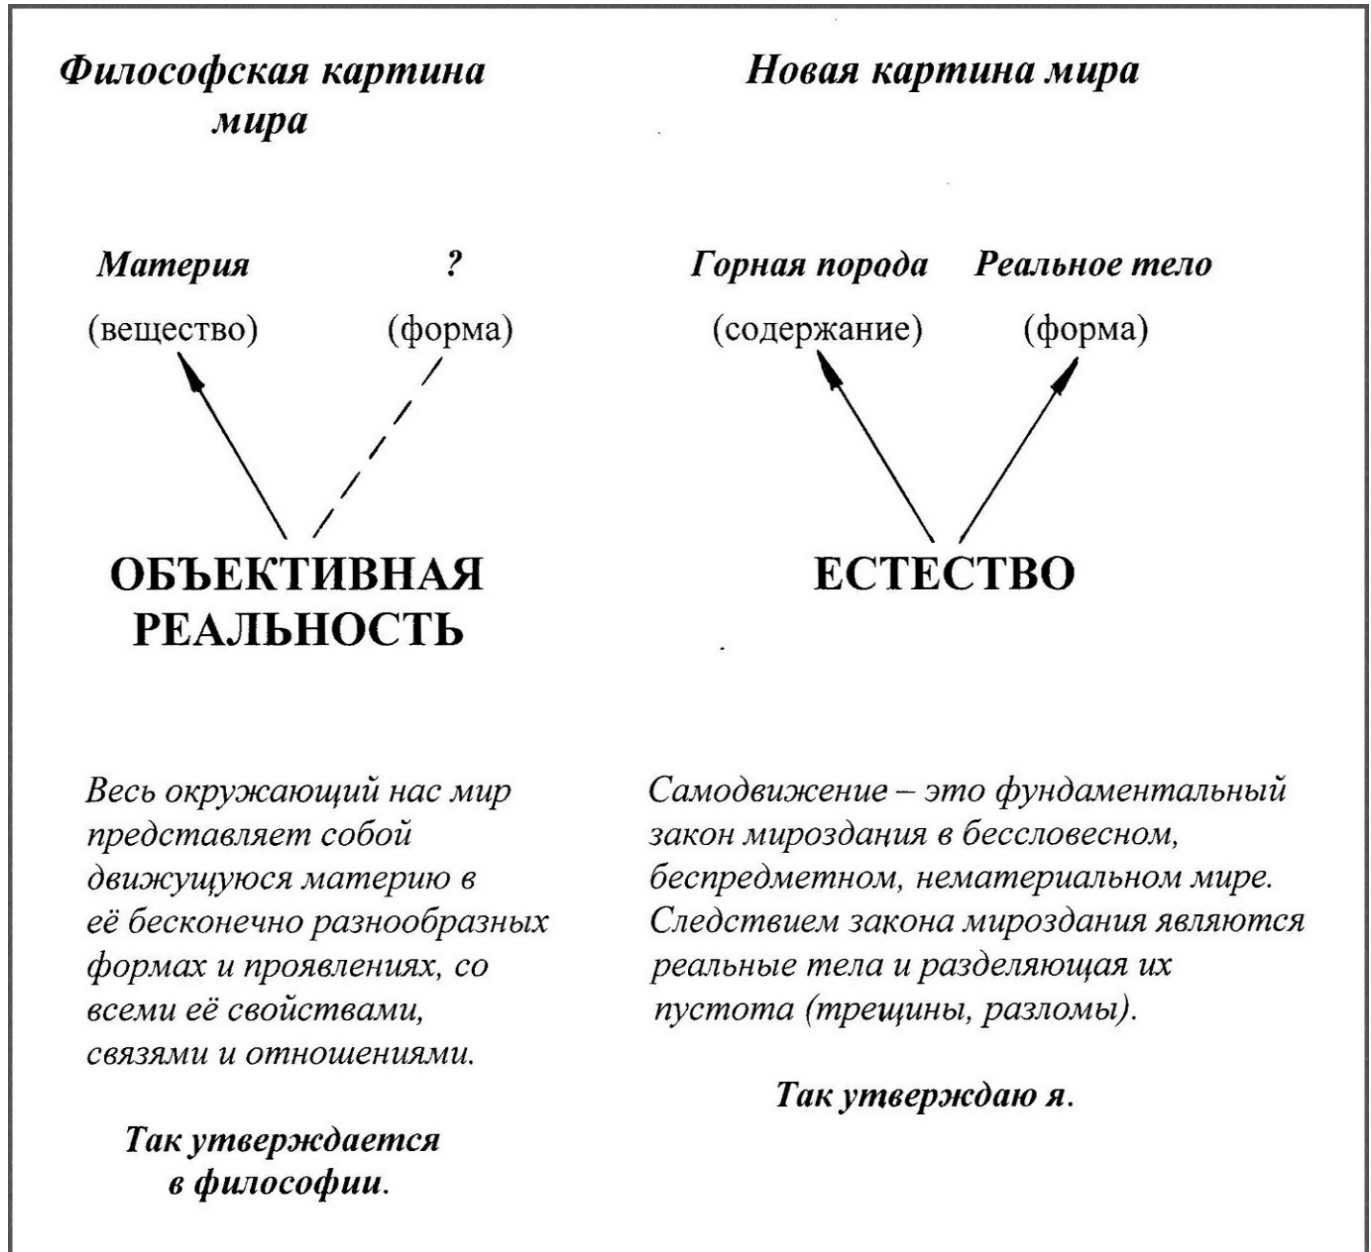 Философская картина
мира
Материя
?
(вещество)
(форма)
ОБЪЕКТИВНАЯ
РЕАЛЬНОСТЬ
Весь окружающий нас мир
представляет собой
движущуюся материю в
её бесконечно разнообразных
формах и проявлениях, со
всеми её свойствами,
связями и отношениями.
Так утверждается
в философии.
Новая картина мира
Горная порода
Реальное тело
(содержание)
(форма)
ЕСТЕСТВО
Самодвижение – это фундаментальный
закон мироздания в бессловесном,
беспредметном, нематериальном мире.
Следствием закона мироздания являются
реальные тела и разделяющая их
пустота (трещины, разломы).
Так утверждаю я.